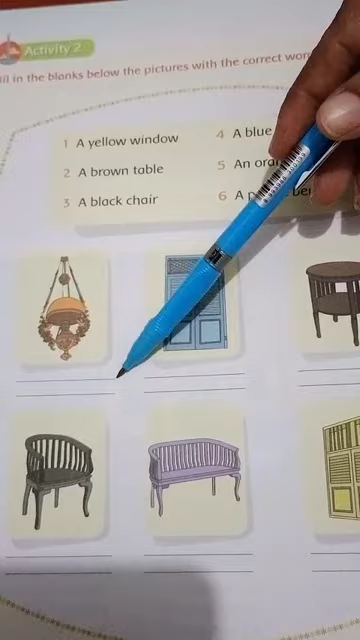 Activity 2
ill in the blanks below the pictures with the correct wor
1 A yellow window
2 A brown table
3 A black chair
4 A blue
5 An ora
6 A p